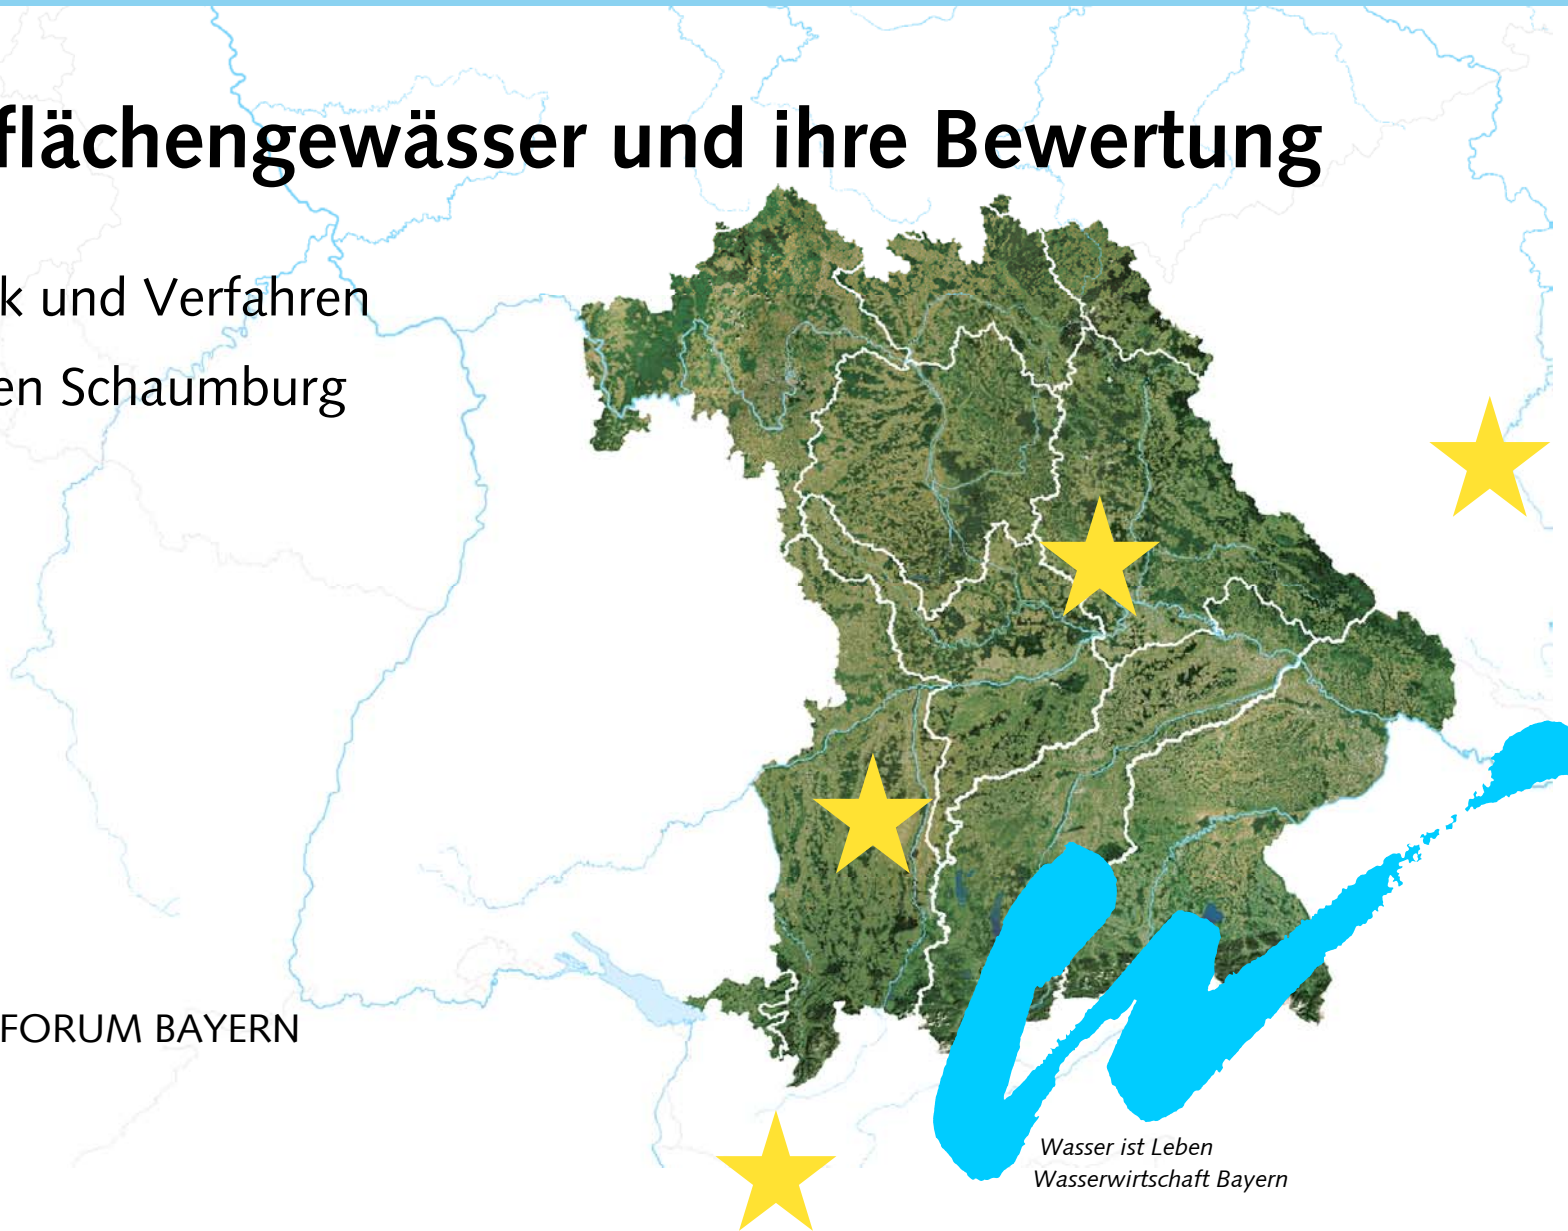 flächengewässer und ihre Bewertung
k und Verfahren
en Schaumburg
FORUM BAYERN
Wasser ist Leben
Wasserwirtschaft Bayern